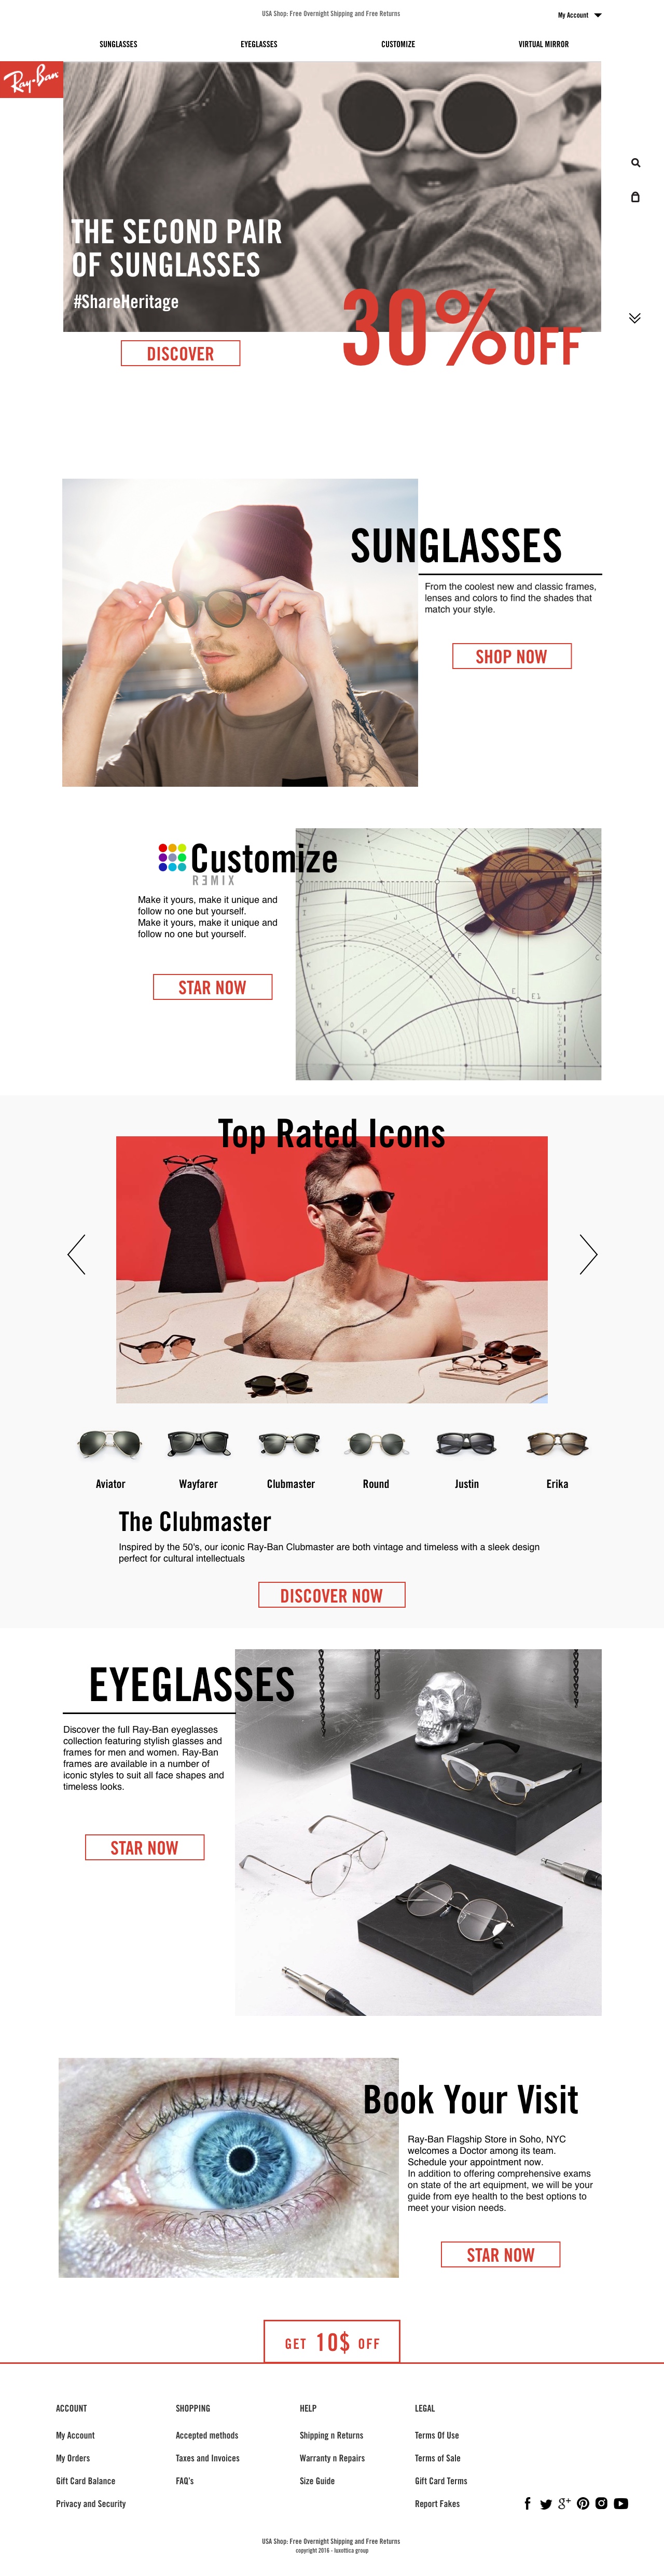 USA Shop: Free Overnight Shipping and Free Returns
My Account
SUNGLASSES
EYEGLASSES
CUSTOMIZE
VIRTUAL MIRROR
Ray-Ban
THE SECOND PAIR
OF SUNGLASSES
#ShareHeritage
30% OFF
DISCOVER
SUNGLASSES
From the coolest new and classic frames,
lenses and colors to find the shades that
match your style.
SHOP NOW
Customize
REMIX
Make it yours, make it unique and
follow no one but yourself.
Make it yours, make it unique and
follow no one but yourself.
STAR NOW
Top Rated Icons
Aviator
Wayfarer
Clubmaster
Round
Justin
Erika
The Clubmaster
Inspired by the 50's, our iconic Ray-Ban Clubmaster are both vintage and timeless with a sleek design
perfect for cultural intellectuals
DISCOVER NOW
EYEGLASSES
Discover the full Ray-Ban eyeglasses
collection featuring stylish glasses and
frames for men and women. Ray-Ban
frames are available in a number of
iconic styles to suit all face shapes and
timeless looks.
STAR NOW
Book Your Visit
Ray-Ban Flagship Store in Soho, NYC
welcomes a Doctor among its team.
Schedule your appointment now.
In addition to offering comprehensive exams
on state of the art equipment, we will be your
guide from eye health to the best options to
meet your vision needs.
STAR NOW
GET 10$ OFF
ACCOUNT
My Account
My Orders
Gift Card Balance
Privacy and Security
SHOPPING
Accepted methods
Taxes and Invoices
FAQ's
HELP
Shipping n Returns
Warranty n Repairs
Size Guide
LEGAL
Terms Of Use
Terms of Sale
Gift Card Terms
Report Fakes
USA Shop: Free Overnight Shipping and Free Returns
copyright 2016 - luxottica group